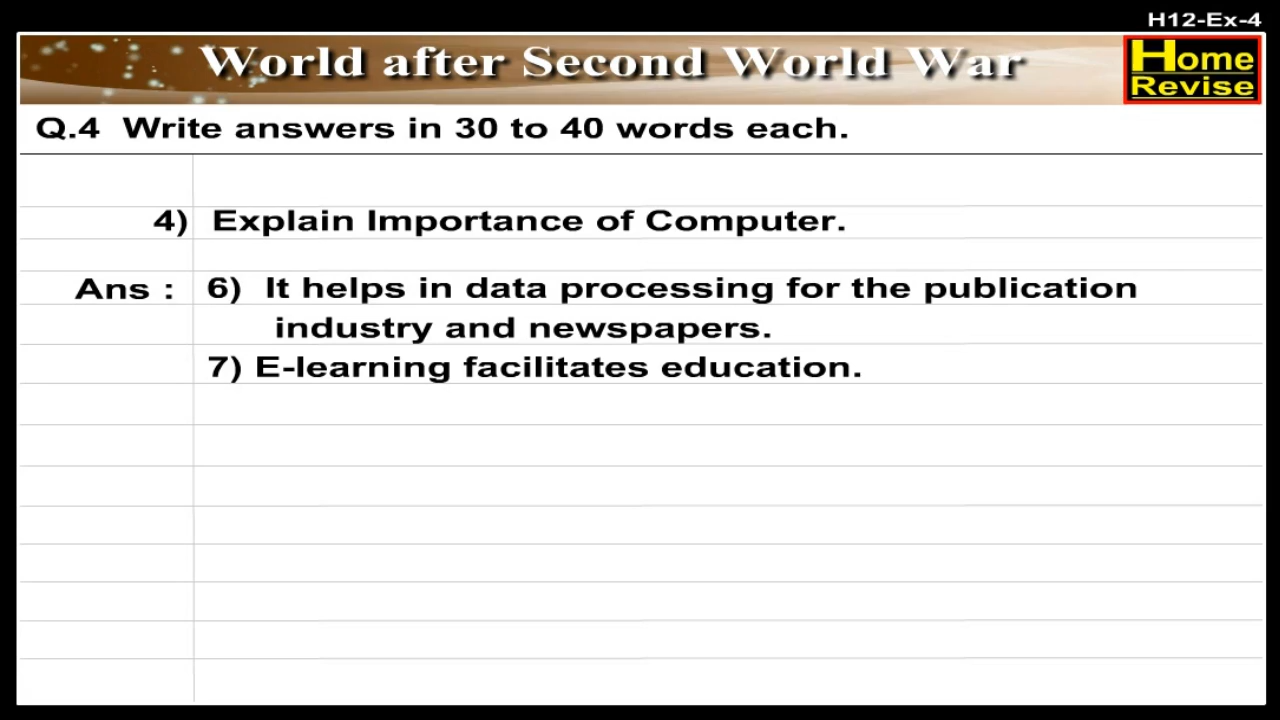 H12-Ex-4
World after Second World War
Home
Revise
Q.4 Write answers in 30 to 40 words each.
4) Explain Importance of Computer.
Ans : 6) It helps in data processing for the publication
industry and newspapers.
7) E-learning facilitates education.